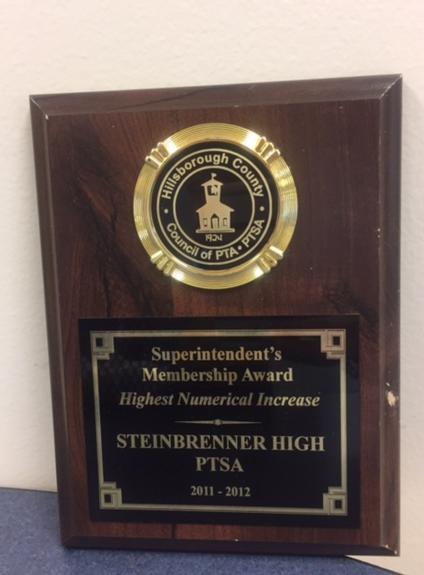 Hillsborough County
1924
• Council of PTA • PTSA •
Superintendent's
Membership Award
Highest Numerical Increase
STEINBRENNER HIGH
PTSA
2011 - 2012